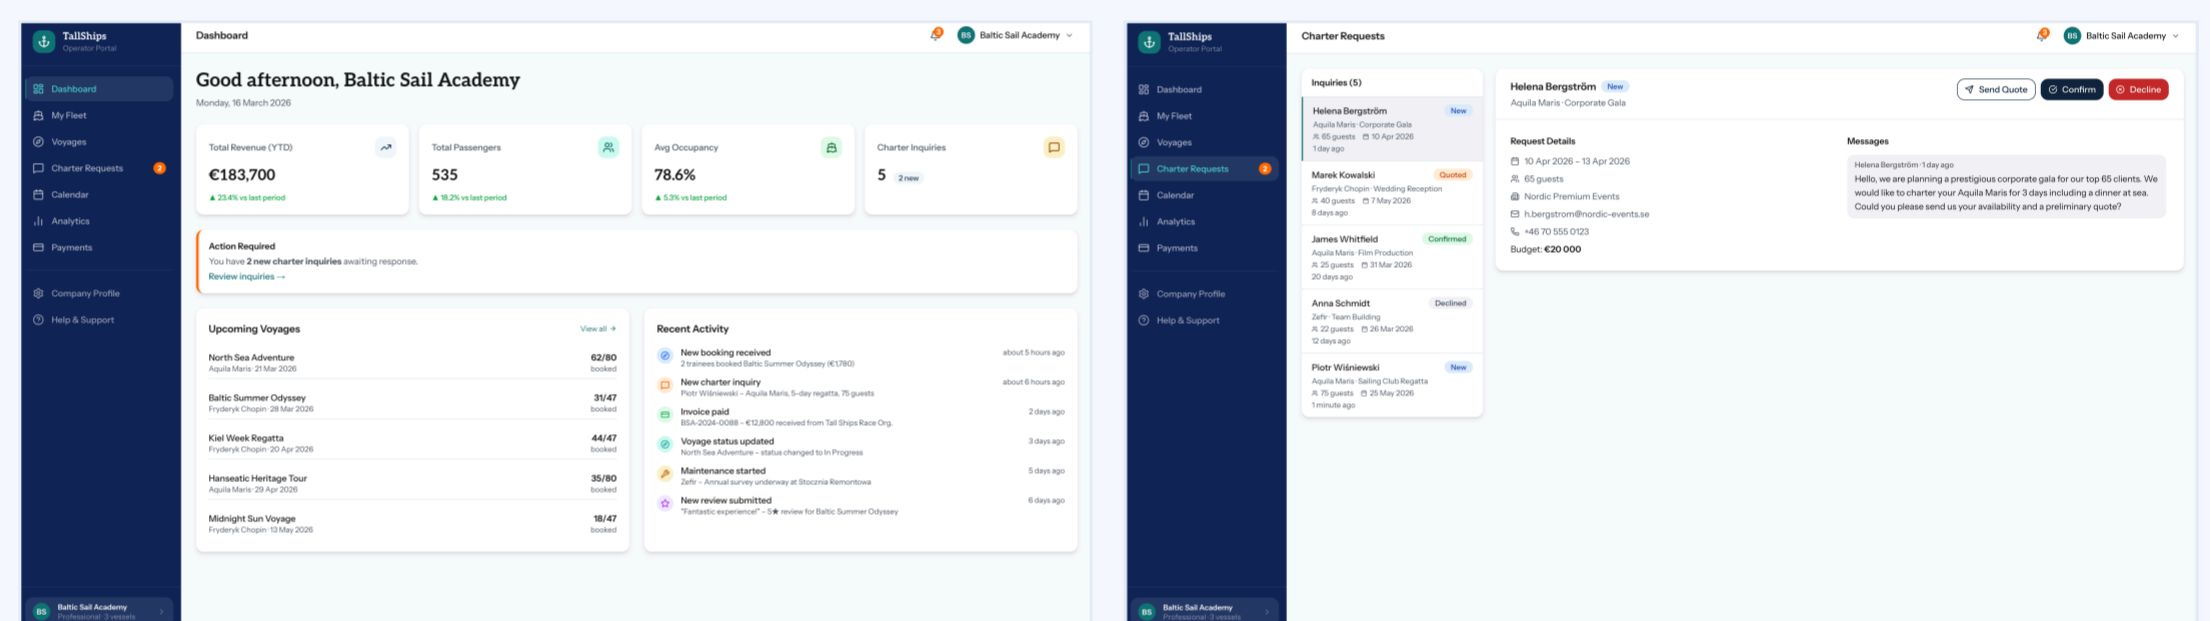 TallShips
Operator Portal
Dashboard
My Fleet
Voyages
Charter Requests 2
Calendar
Analytics
Payments
Company Profile
Help & Support
BS Baltic Sail Academy
Professional · 3 vessels
Dashboard
3
BS Baltic Sail Academy
Good afternoon, Baltic Sail Academy
Monday, 16 March 2026
Total Revenue (YTD)
€183,700
▲ 23.4% vs last period
Total Passengers
535
▲ 18.2% vs last period
Avg Occupancy
78.6%
▲ 5.3% vs last period
Charter Inquiries
5 2 new
Action Required
You have 2 new charter inquiries awaiting response.
Review inquiries →
Upcoming Voyages View all →
North Sea Adventure 62/80
Aquila Maris · 21 Mar 2026 booked
Baltic Summer Odyssey 31/47
Fryderyk Chopin · 28 Mar 2026 booked
Kiel Week Regatta 44/47
Fryderyk Chopin · 20 Apr 2026 booked
Hanseatic Heritage Tour 35/80
Aquila Maris · 29 Apr 2026 booked
Midnight Sun Voyage 18/47
Fryderyk Chopin · 13 May 2026 booked
Recent Activity
New booking received about 5 hours ago
2 trainees booked Baltic Summer Odyssey (€1,780)
New charter inquiry about 6 hours ago
Piotr Wiśniewski – Aquila Maris, 5-day regatta, 75 guests
Invoice paid 2 days ago
BSA-2024-0088 – €12,800 received from Tall Ships Race Org.
Voyage status updated 3 days ago
North Sea Adventure – status changed to In Progress
Maintenance started 5 days ago
Zefir – Annual survey underway at Stocznia Remontowa
New review submitted 6 days ago
"Fantastic experience!" – 5★ review for Baltic Summer Odyssey
TallShips
Operator Portal
Dashboard
My Fleet
Voyages
Charter Requests 2
Calendar
Analytics
Payments
Company Profile
Help & Support
BS Baltic Sail Academy
Professional · 3 vessels
Charter Requests
3
BS Baltic Sail Academy
Inquiries (5)
Helena Bergström New
Aquila Maris · Corporate Gala
65 guests 10 Apr 2026
1 day ago
Marek Kowalski Quoted
Fryderyk Chopin · Wedding Reception
40 guests 7 May 2026
8 days ago
James Whitfield Confirmed
Aquila Maris · Film Production
25 guests 31 Mar 2026
20 days ago
Anna Schmidt Declined
Zefir · Team Building
22 guests 26 Mar 2026
12 days ago
Piotr Wiśniewski New
Aquila Maris · Sailing Club Regatta
75 guests 25 May 2026
1 minute ago
Helena Bergström New
Aquila Maris · Corporate Gala
Send Quote
Confirm
Decline
Request Details
10 Apr 2026 – 13 Apr 2026
65 guests
Nordic Premium Events
h.bergstrom@nordic-events.se
+46 70 555 0123
Budget: €20 000
Messages
Helena Bergström · 1 day ago
Hello, we are planning a prestigious corporate gala for our top 65 clients. We
would like to charter your Aquila Maris for 3 days including a dinner at sea.
Could you please send us your availability and a preliminary quote?